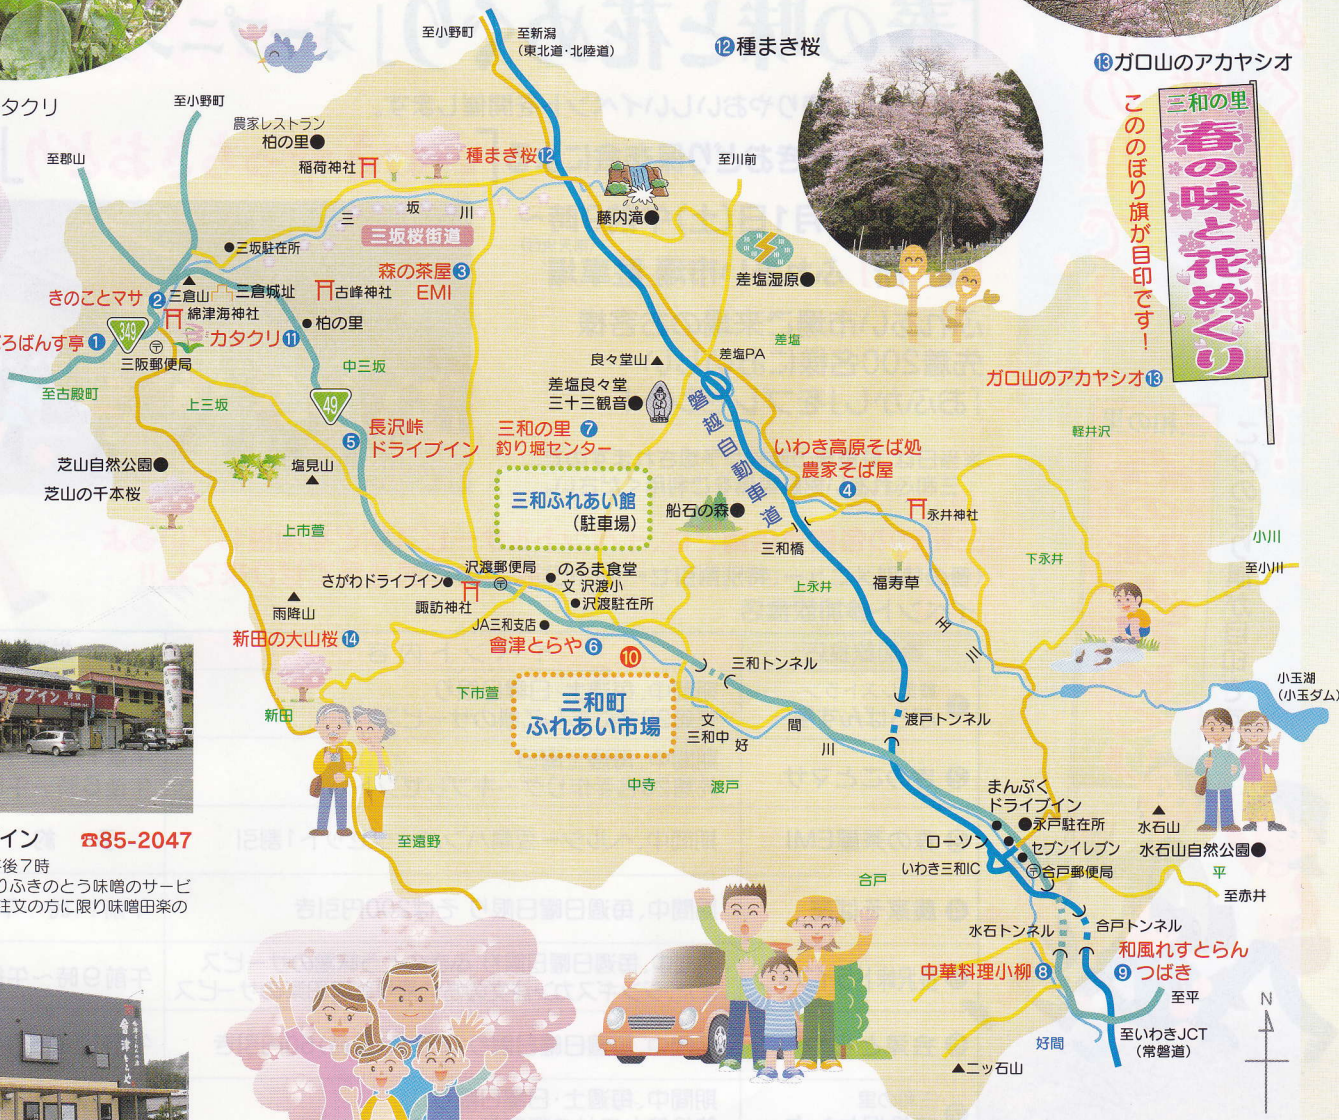 至小野町
至新潟
（東北道・北陸道）
⑫種まき桜
⑬ガロ山のアカヤシオ
タクリ
至小野町
農家レストラン
柏の里
稲荷神社
種まき桜⑫
至川前
至郡山
三坂川
三坂桜街道
藤内滝
三坂駐在所
森の茶屋③
EMI
差塩湿原
三和の里
春の味と花めぐり
こののぼり旗が目印です！
きのことマサ②
三倉山
三倉城址
古峰神社
綿津海神社
柏の里
ろばんす亭①
349
カタクリ⑪
三阪郵便局
中三坂
良々堂山
差塩PA
差塩
至古殿町
上三坂
49
差塩良々堂
三十三観音
ガロ山のアカヤシオ⑬
磐越自動車道
⑤長沢峠
ドライブイン
三和の里⑦
釣り堀センター
いわき高原そば処
農家そば屋
④
軽井沢
芝山自然公園
塩見山
芝山の千本桜
三和ふれあい館
（駐車場）
船石の森
永井神社
上市萱
三和橋
小川
至小川
下永井
沢渡郵便局
のるま食堂
さがわドライブイン
文 沢渡小
沢渡駐在所
上永井
福寿草
諏訪神社
雨降山
JA三和支店
玉川
新田の大山桜⑭
會津とらや⑥
⑩
三和トンネル
小玉湖
（小玉ダム）
下市萱
三和町
ふれあい市場
新田
文
三和中
好間川
渡戸トンネル
中寺
渡戸
まんぷく
ドライブイン
永戸駐在所
水石山
ローソン
セブンイレブン
水石山自然公園
いわき三和IC
合戸郵便局
平
至遠野
合戸
至赤井
イン
☎85-2047
後7時
りふきのとう味噌のサービ
注文の方に限り味噌田楽の
水石トンネル
合戸トンネル
和風れすとらん
⑨つばき
中華料理小柳⑧
至平
好間
至いわきJCT
（常磐道）
二ッ石山
N